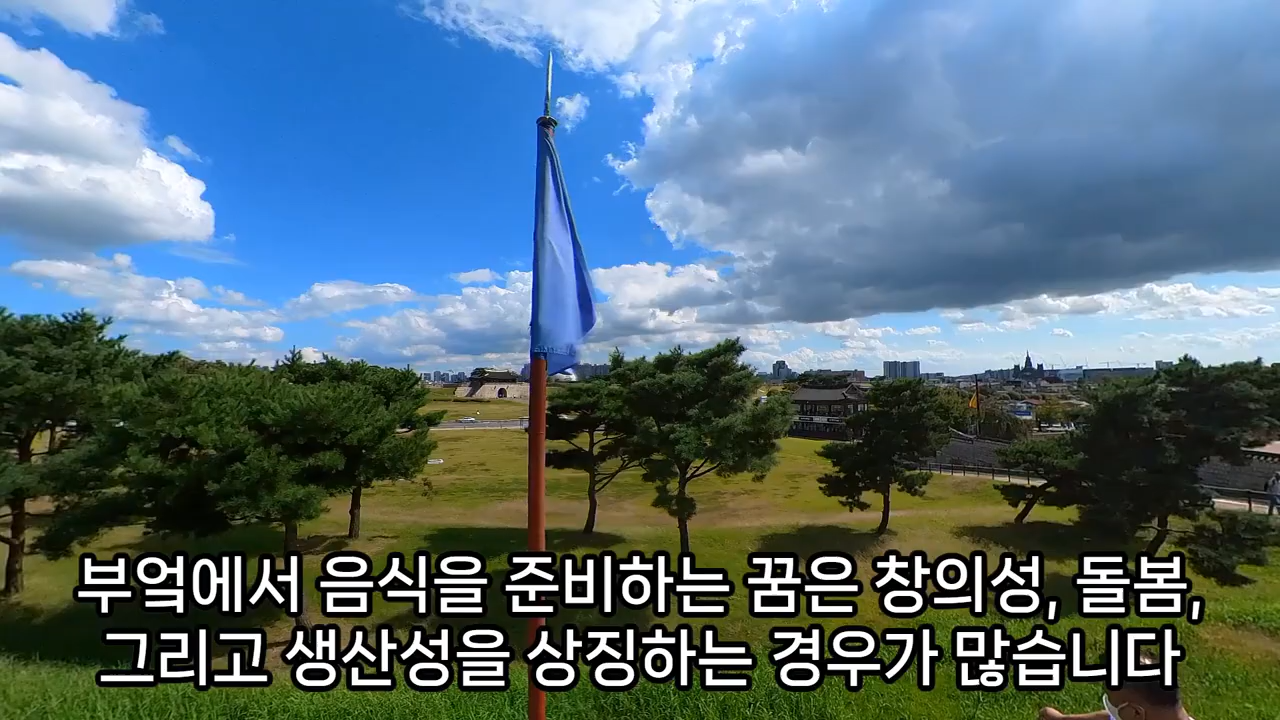 부엌에서 음식을 준비하는 꿈은 창의성, 돌봄,
그리고 생산성을 상징하는 경우가 많습니다